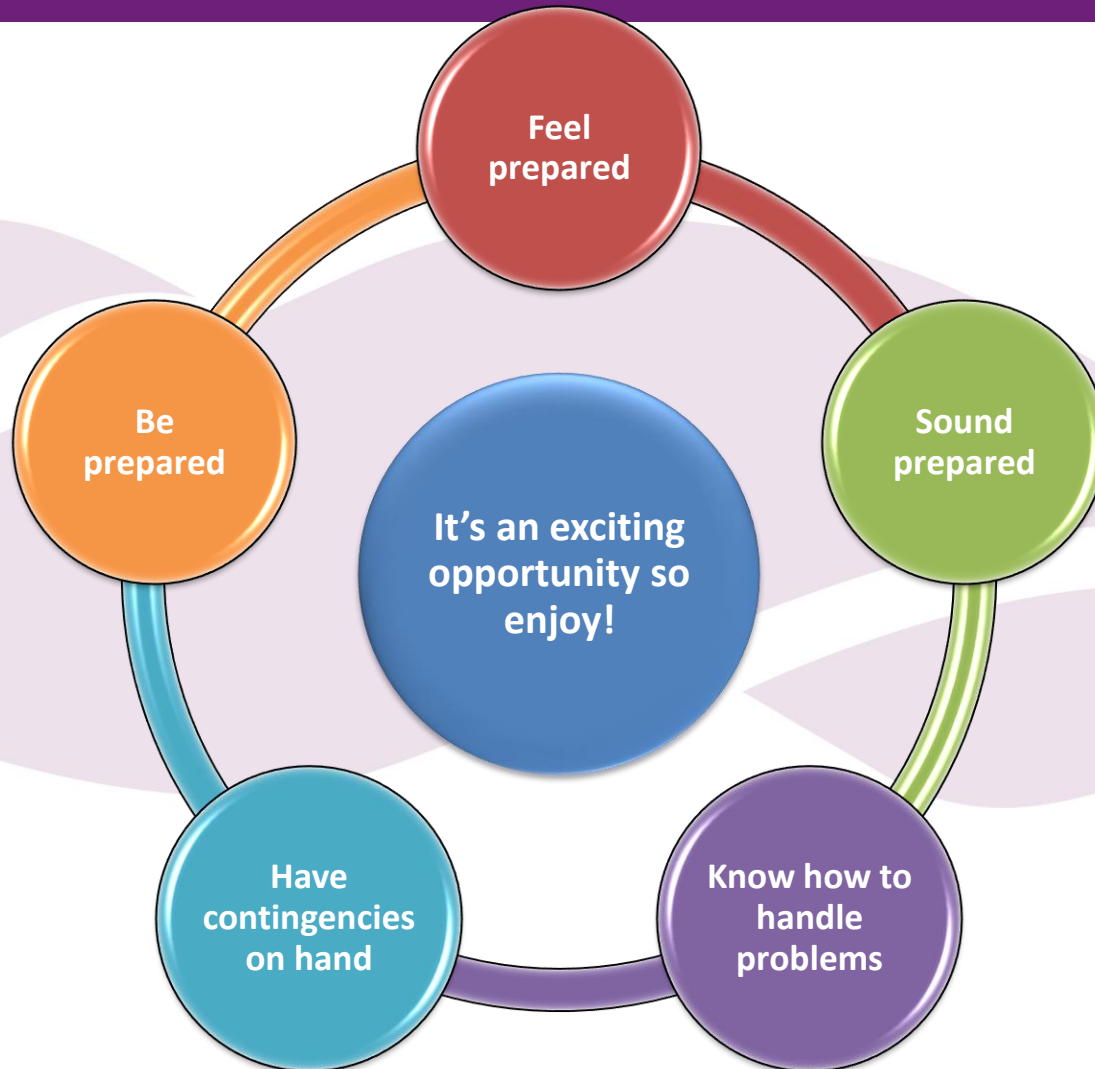 Feel
prepared
Sound
prepared
Know how to
handle
problems
Have
contingencies
on hand
Be
prepared
It’s an exciting
opportunity so
enjoy!